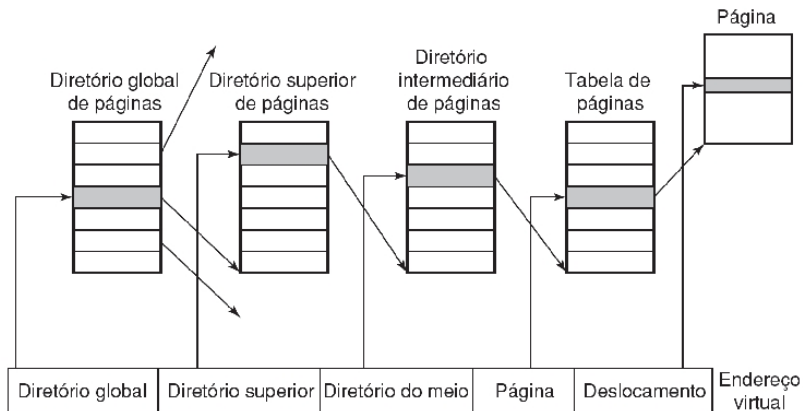 Página
Diretório global
de páginas
Diretório superior
de páginas
Diretório
intermediário
de páginas
Tabela de
páginas
Diretório global
Diretório superior
Diretório do meio
Página
Deslocamento
Endereço
virtual